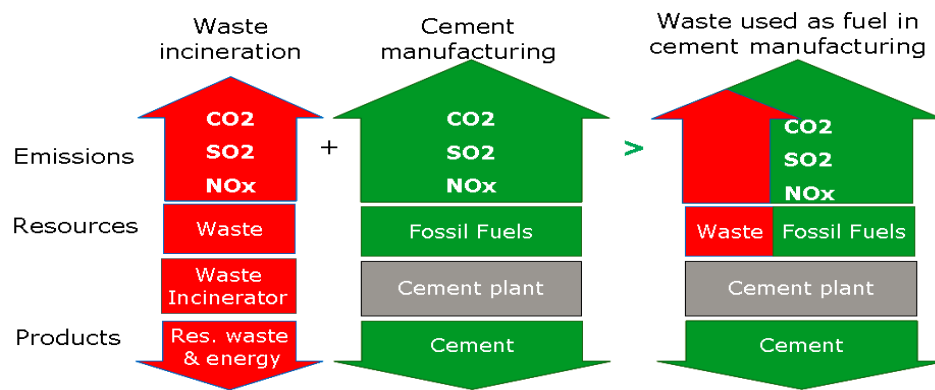 Waste
incineration
Cement
manufacturing
Waste used as fuel in
cement manufacturing
Emissions
CO2
SO2
NOx
+
CO2
SO2
NOx
>
CO2
SO2
NOx
Resources
Waste
Fossil Fuels
Waste
Fossil Fuels
Waste
Incinerator
Cement plant
Cement plant
Products
Res. waste
& energy
Cement
Cement